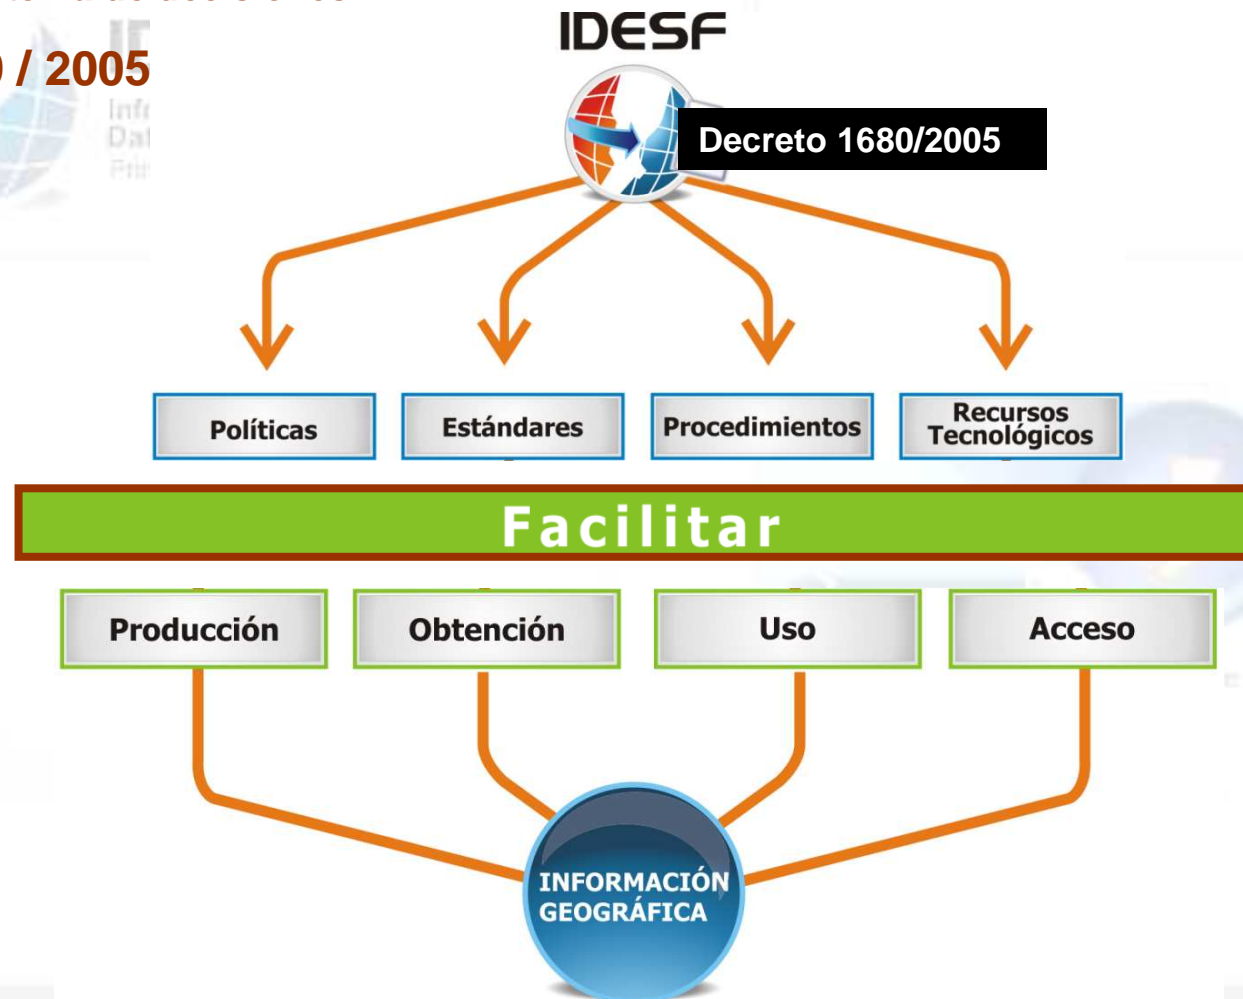 IDESF
/ 2005
Decreto 1680/2005
Políticas
Estándares
Procedimientos
Recursos
Tecnológicos
Facilitar
Producción
Obtención
Uso
Acceso
INFORMACIÓN
GEOGRÁFICA